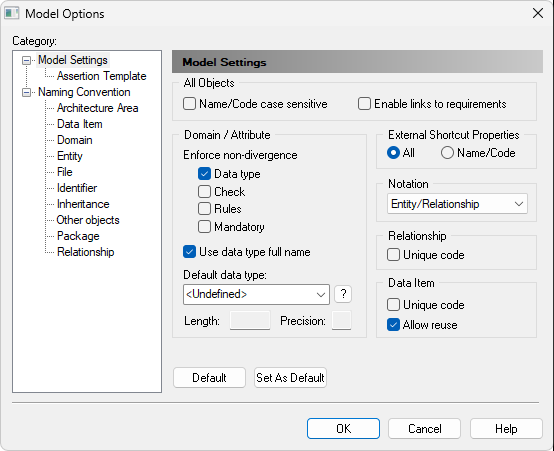 Model Options
Category:
Model Settings
Assertion Template
Naming Convention
Architecture Area
Data Item
Domain
Entity
File
Identifier
Inheritance
Other objects
Package
Relationship
Model Settings
All Objects
Name/Code case sensitive
Enable links to requirements
Domain / Attribute
Enforce non-divergence
Data type
Check
Rules
Mandatory
Use data type full name
Default data type:
<Undefined>
?
Length:
Precision:
External Shortcut Properties
All
Name/Code
Notation
Entity/Relationship
Relationship
Unique code
Data Item
Unique code
Allow reuse
Default
Set As Default
OK
Cancel
Help